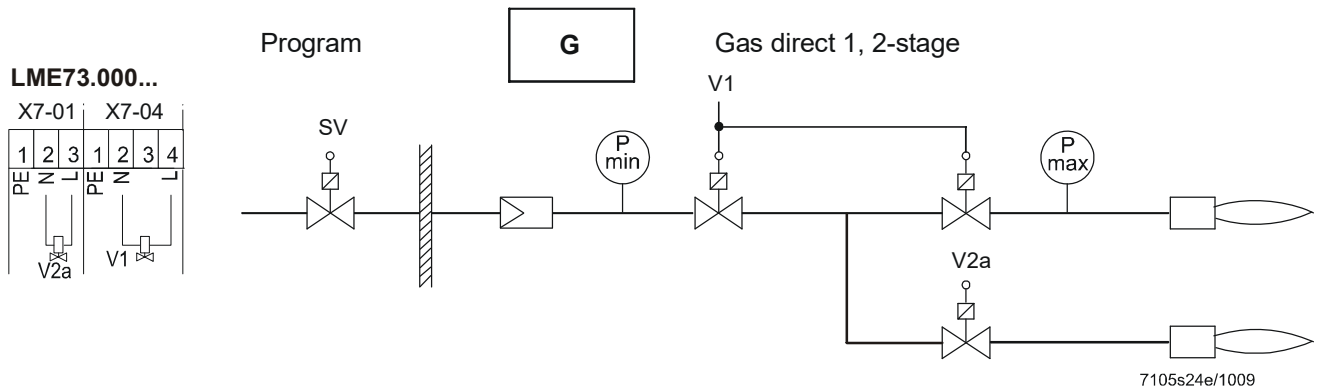 Program
G
Gas direct 1, 2-stage
LME73.000...
X7-01 X7-04
1 2 3 1 2 3 4
PE N L PE N L
V2a V1
SV
P min
V1
P max
V2a
7105s24e/1009